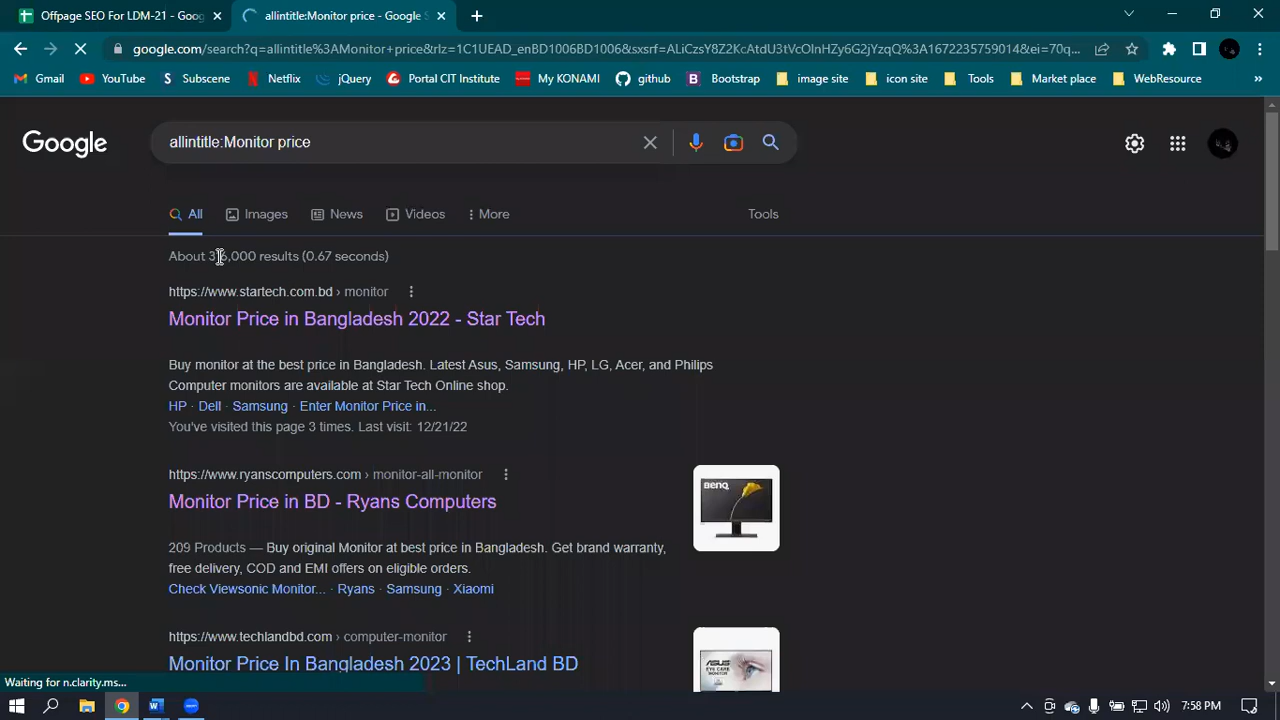 Offpage SEO For LDM-21 - Goog
allintitle:Monitor price - Google S
google.com/search?q=allintitle%3AMonitor+price&rlz=1C1UEAD_enBD1006BD1006&sxsrf=ALiCzsY8Z2KcAtdU3tVcOlnHZy6G2jYzqQ%3A1672235759014&ei=70q...
Gmail
YouTube
Subscene
Netflix
jQuery
Portal CIT Institute
My KONAMI
github
Bootstrap
image site
icon site
Tools
Market place
WebResource
Google
allintitle:Monitor price
All
Images
News
Videos
More
Tools
About results (0.67 seconds)
https://www.startech.com.bd › monitor
Monitor Price in Bangladesh 2022 - Star Tech
Buy monitor at the best price in Bangladesh. Latest Asus, Samsung, HP, LG, Acer, and Philips
Computer monitors are available at Star Tech Online shop.
HP · Dell · Samsung · Enter Monitor Price in...
You've visited this page 3 times. Last visit: 12/21/22
https://www.ryanscomputers.com › monitor-all-monitor
Monitor Price in BD - Ryans Computers
BENQ
209 Products — Buy original Monitor at best price in Bangladesh. Get brand warranty,
free delivery, COD and EMI offers on eligible orders.
Check Viewsonic Monitor... · Ryans · Samsung · Xiaomi
https://www.techlandbd.com › computer-monitor
Monitor Price In Bangladesh 2023 | TechLand BD
ASUS
EYE CARE
MONITOR
Waiting for n.clarity.ms...
7:58 PM